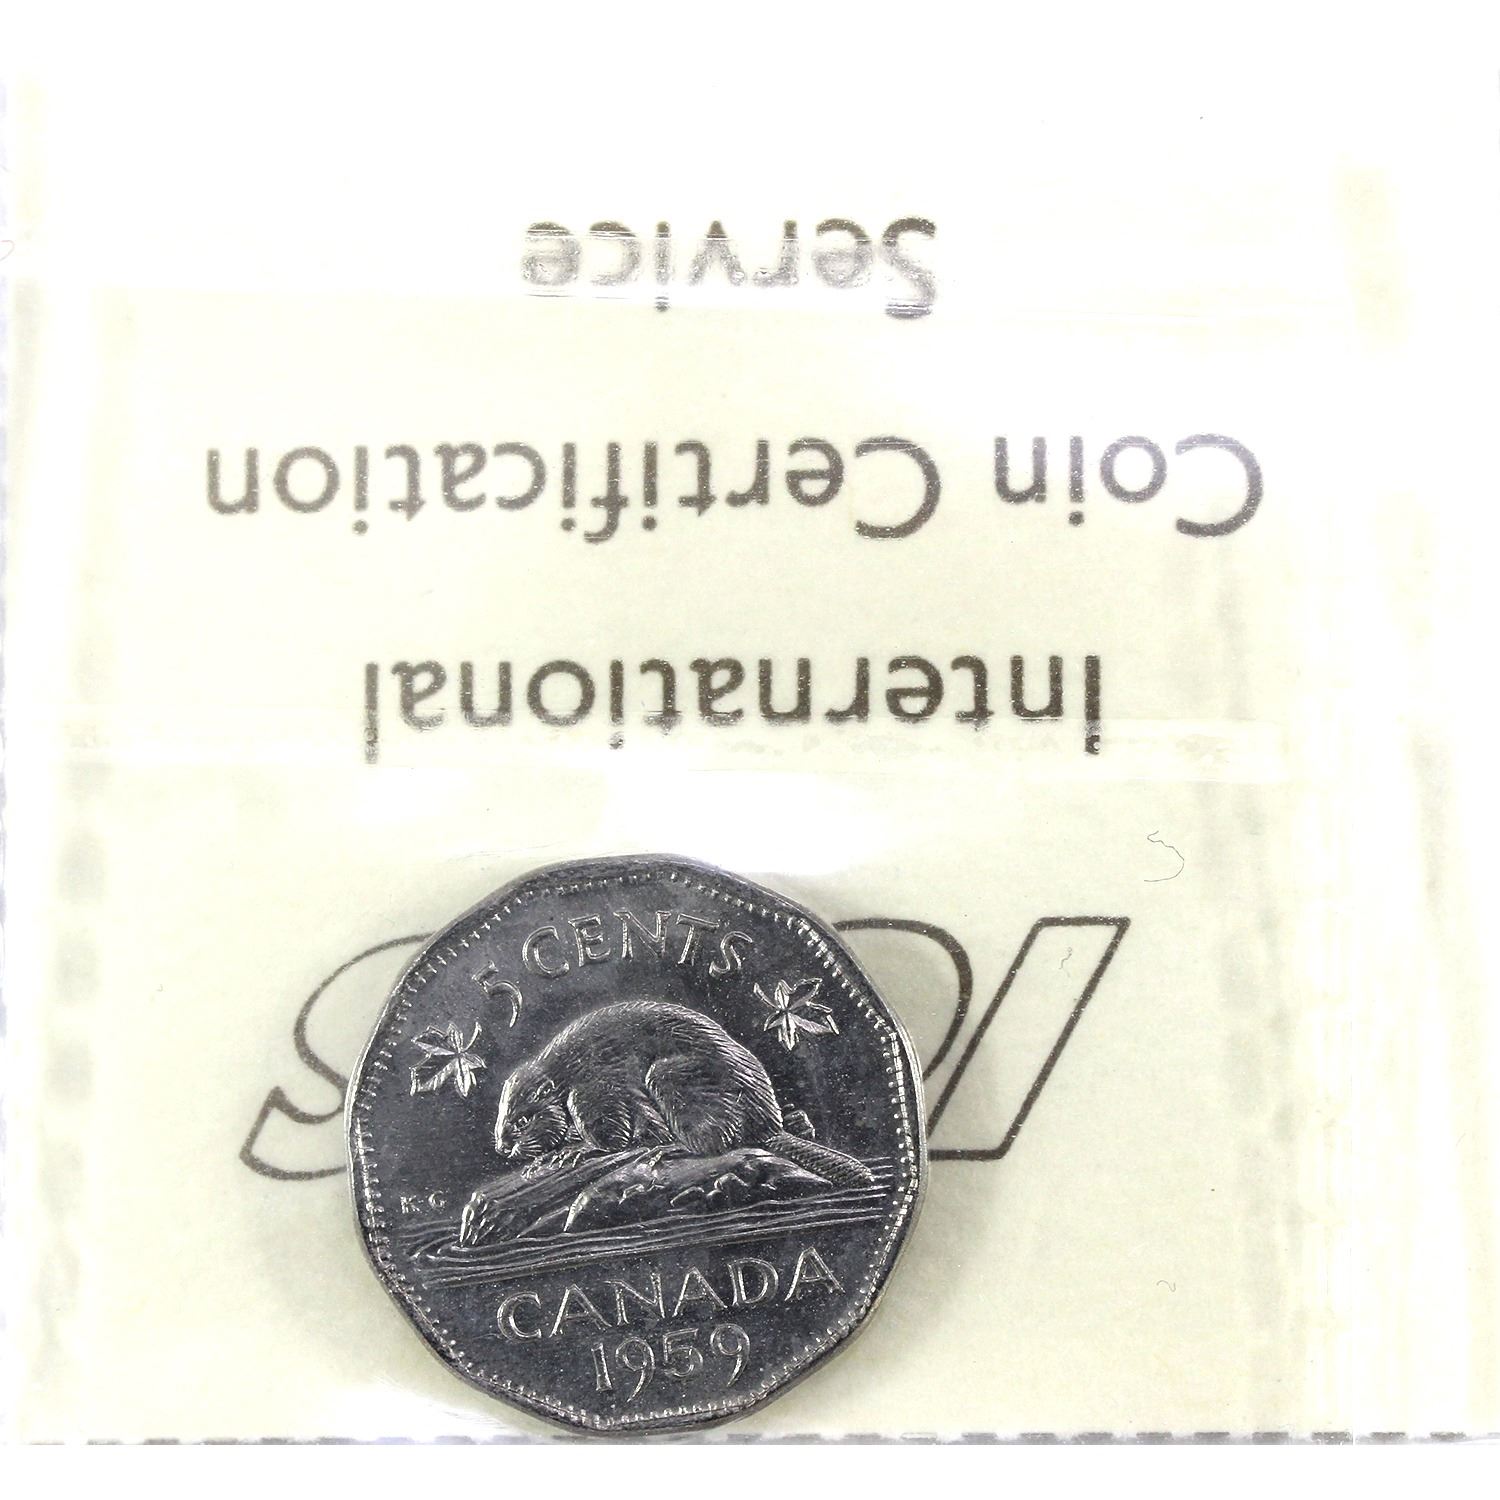 International
Coin Certification
Service
5 CENTS
KG
CANADA
1959